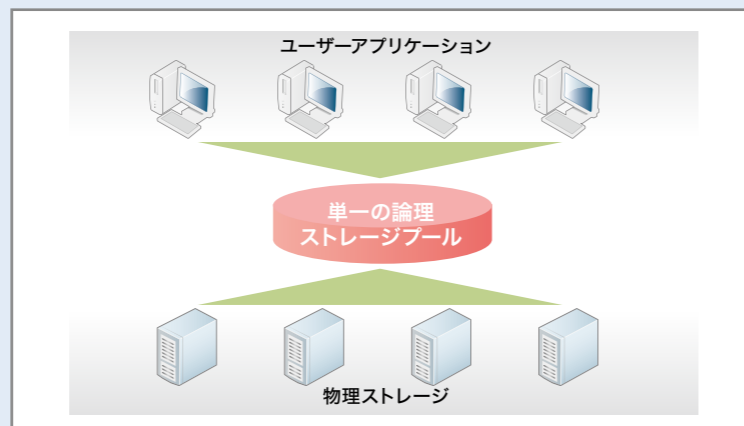 ユーザーアプリケーション
単一の論理
ストレージプール
物理ストレージ